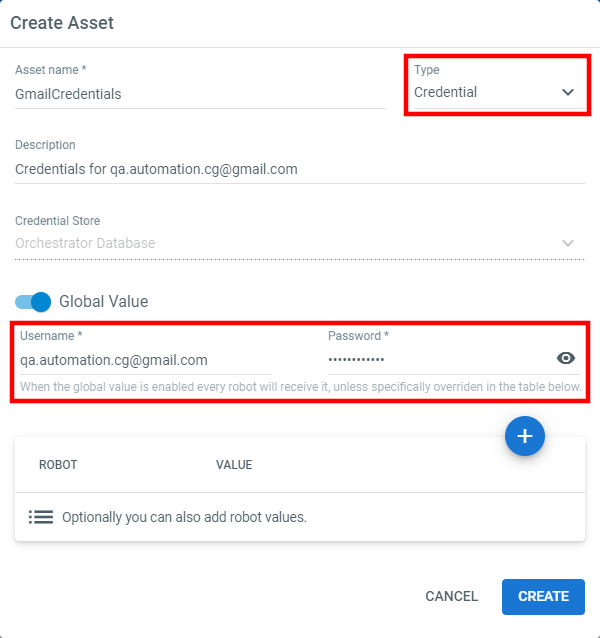 Create Asset
Asset name *
Type
GmailCredentials
Credential
Description
Credentials for qa.automation.cg@gmail.com
Credential Store
Orchestrator Database
Global Value
Username *
Password *
qa.automation.cg@gmail.com
••••••••••••
When the global value is enabled every robot will receive it, unless specifically overriden in the table below.
ROBOT
VALUE
Optionally you can also add robot values.
CANCEL
CREATE